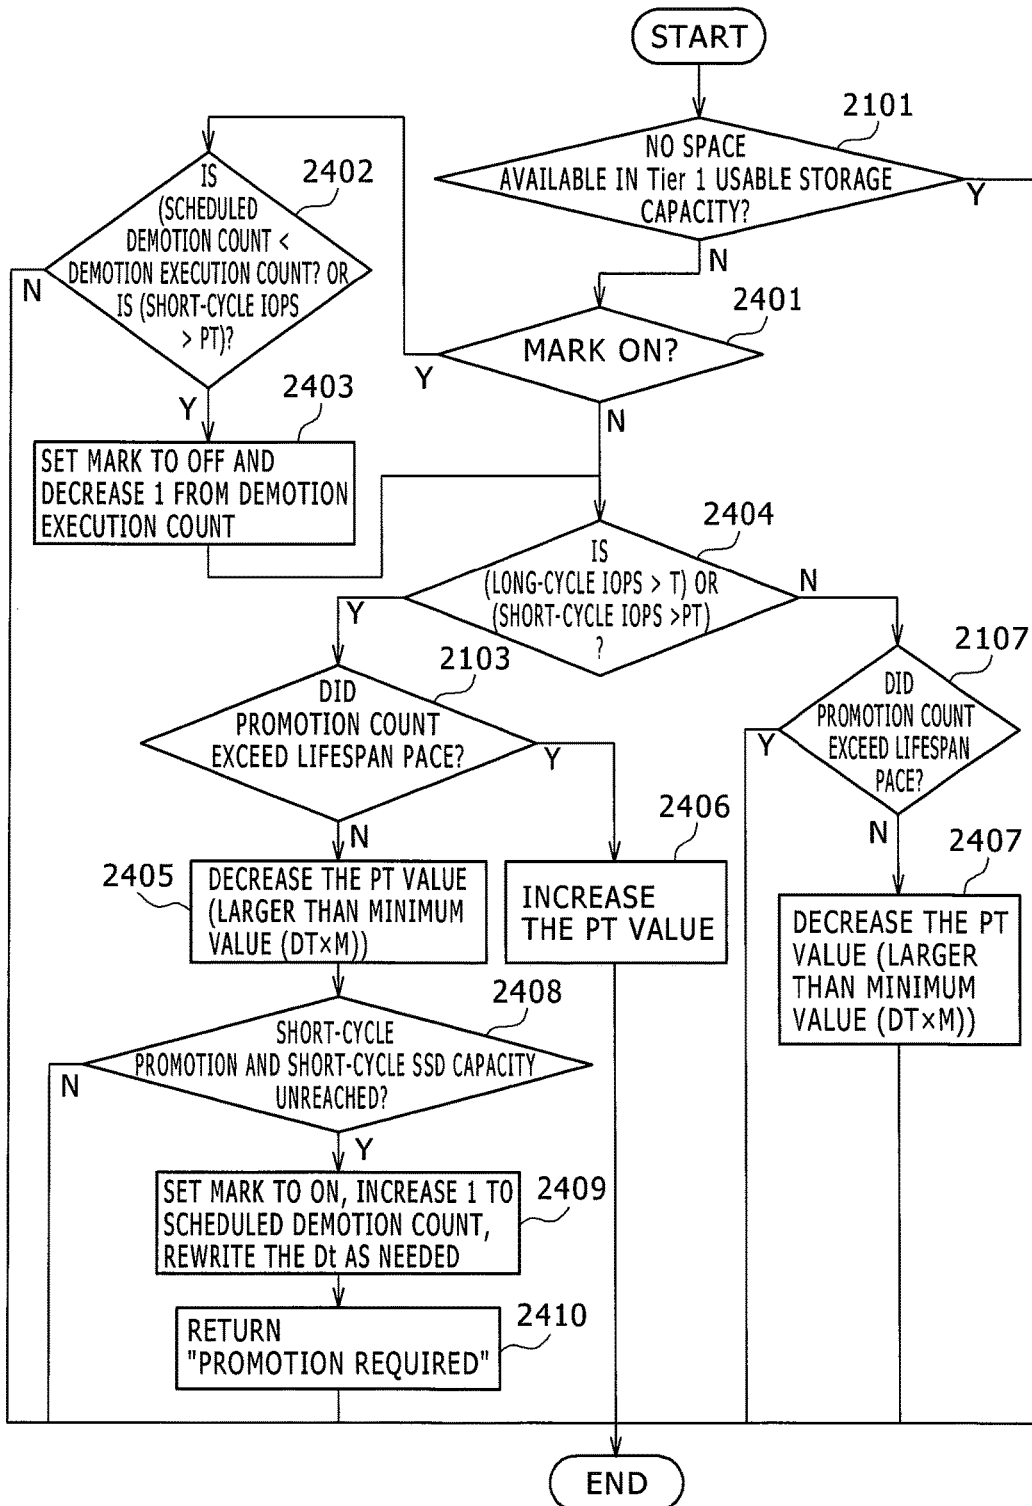 START
2101
NO SPACE
AVAILABLE IN Tier 1 USABLE STORAGE
CAPACITY?
Y
N
2402
IS
(SCHEDULED
DEMOTION COUNT <
DEMOTION EXECUTION COUNT? OR
IS (SHORT-CYCLE IOPS
> PT)?
N
Y
2401
MARK ON?
Y
N
2403
SET MARK TO OFF AND
DECREASE 1 FROM DEMOTION
EXECUTION COUNT
2404
IS
(LONG-CYCLE IOPS > T) OR
(SHORT-CYCLE IOPS >PT)
?
Y
N
2103
DID
PROMOTION COUNT
EXCEED LIFESPAN PACE?
Y
N
2107
DID
PROMOTION COUNT
EXCEED LIFESPAN
PACE?
Y
N
2405
DECREASE THE PT VALUE
(LARGER THAN MINIMUM
VALUE (DT×M))
2406
INCREASE
THE PT VALUE
2407
DECREASE THE PT
VALUE (LARGER
THAN MINIMUM
VALUE (DT×M))
2408
SHORT-CYCLE
PROMOTION AND SHORT-CYCLE SSD CAPACITY
UNREACHED?
N
Y
2409
SET MARK TO ON, INCREASE 1 TO
SCHEDULED DEMOTION COUNT,
REWRITE THE Dt AS NEEDED
2410
RETURN
"PROMOTION REQUIRED"
END